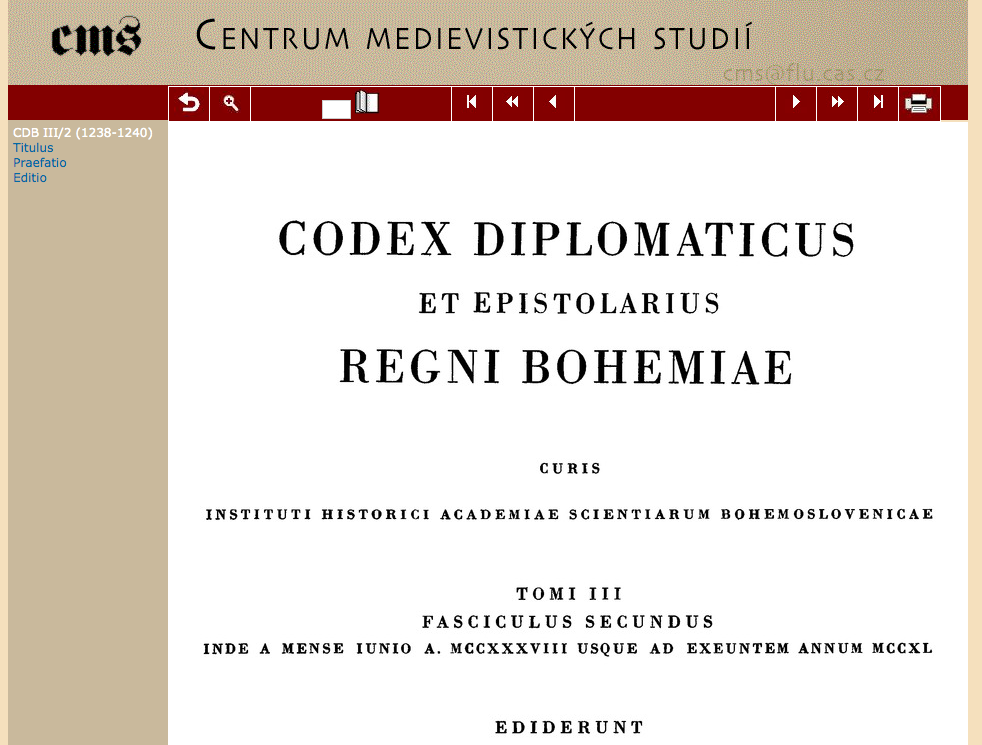 cms
CENTRUM MEDIEVISTICKÝCH STUDIÍ
cms@flu.cas.cz
CDB III/2 (1238-1240)
Titulus
Praefatio
Editio
CODEX DIPLOMATICUS
ET EPISTOLARIUS
REGNI BOHEMIAE
CURIS
INSTITUTI HISTORICI ACADEMIAE SCIENTIARUM BOHEMOSLOVENICAE
TOMI III
FASCICULUS SECUNDUS
INDE A MENSE IUNIO A. MCCXXXVIII USQUE AD EXEUNTEM ANNUM MCCXL
EDIDERUNT